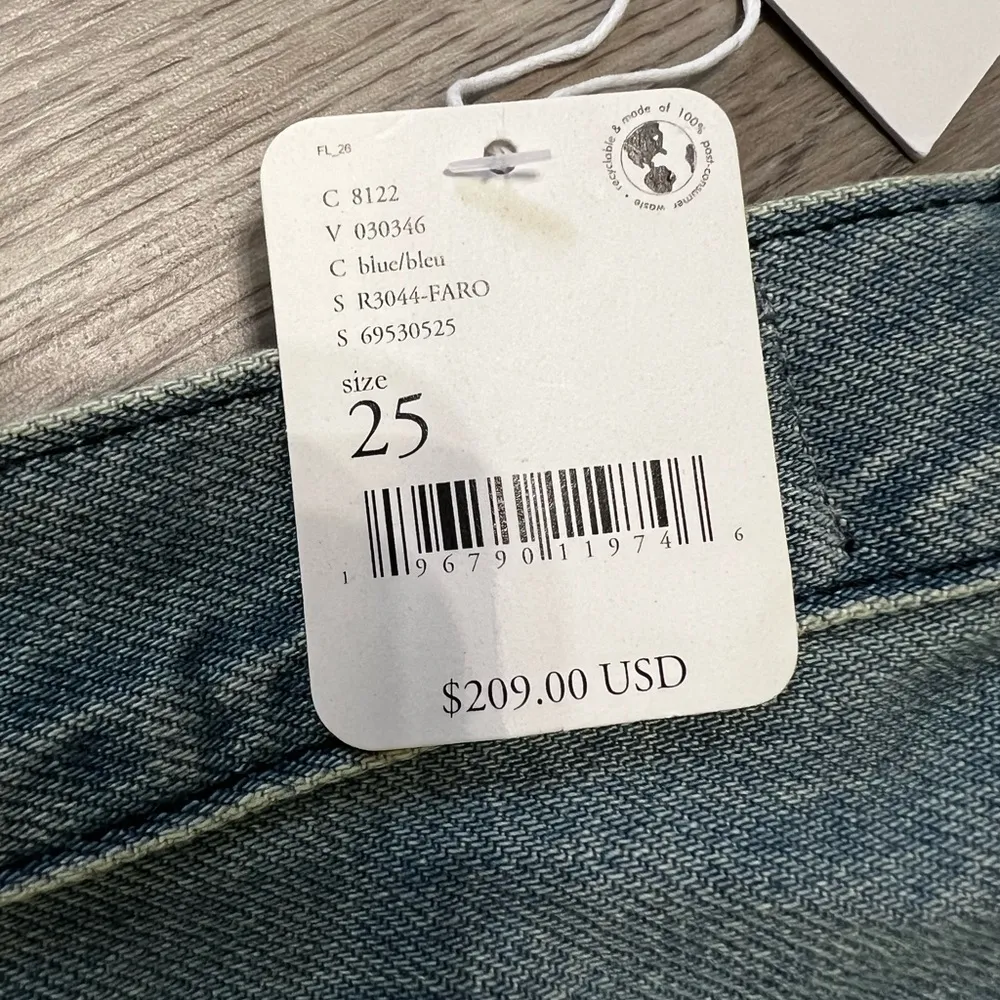 FL_26
recyclable & made of 100% post-consumer waste •
C 8122
V 030346
C blue/bleu
S R3044-FARO
S 69530525
size
25
1 96790 11974 6
$209.00 USD